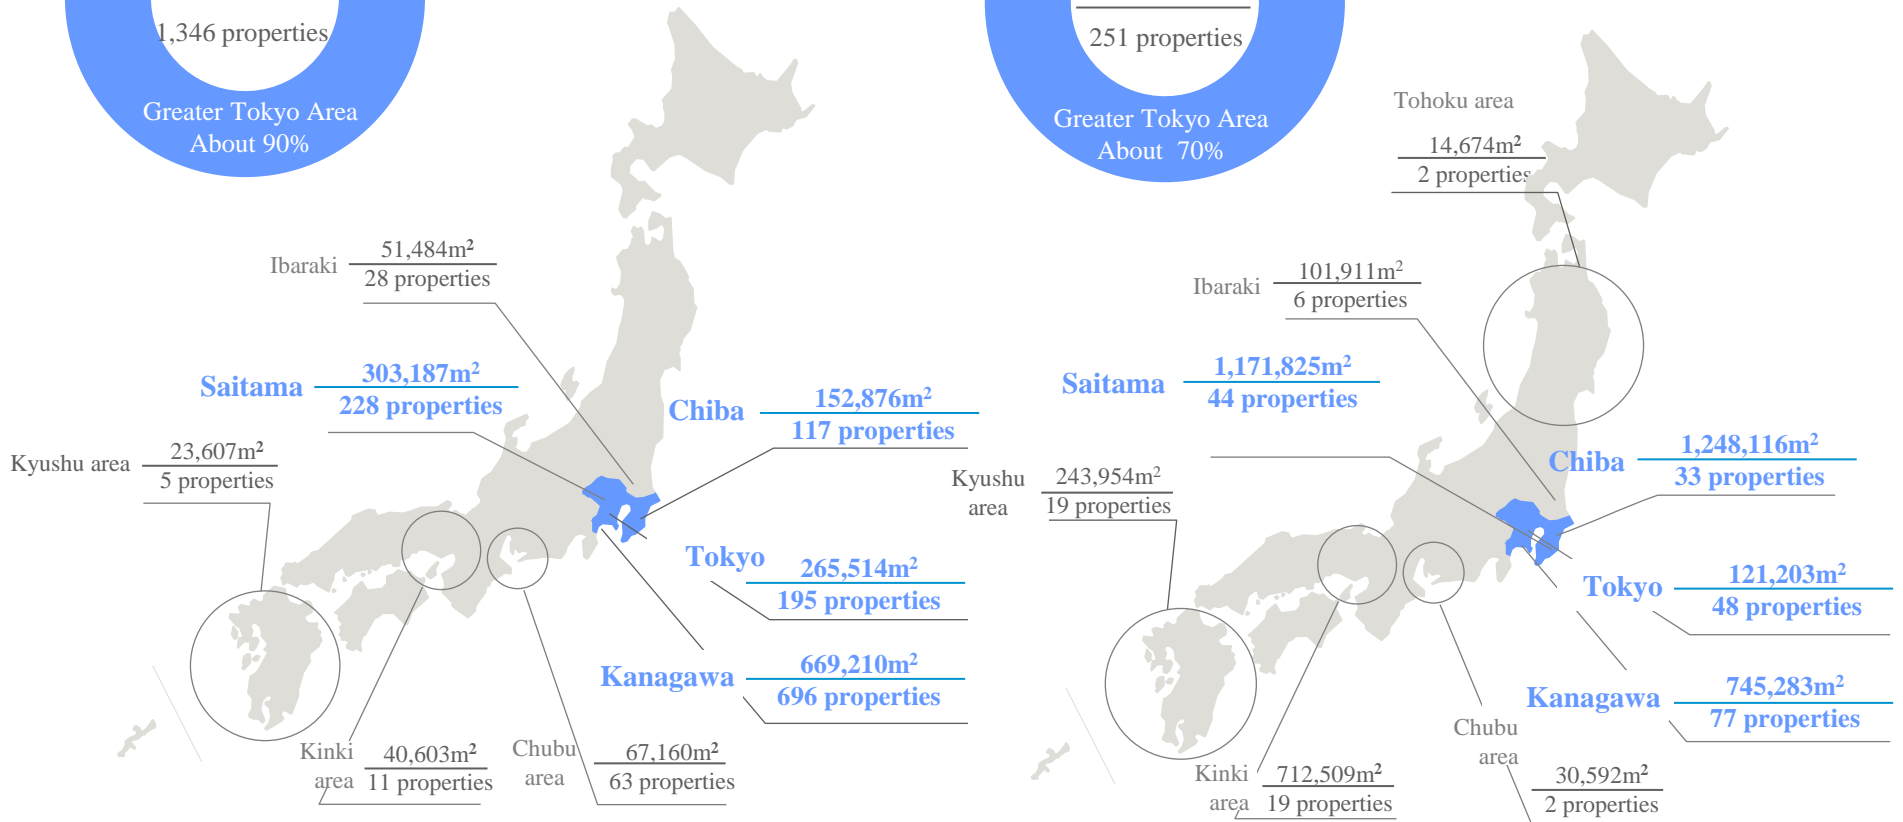 1,346 properties
Greater Tokyo Area
About 90%
Ibaraki
51,484m²
28 properties
Saitama
303,187m²
228 properties
Chiba
152,876m²
117 properties
Kyushu area
23,607m²
5 properties
Tokyo
265,514m²
195 properties
Kanagawa
669,210m²
696 properties
Kinki
area
40,603m²
11 properties
Chubu
area
67,160m²
63 properties
251 properties
Greater Tokyo Area
About 70%
Tohoku area
14,674m²
2 properties
Ibaraki
101,911m²
6 properties
Saitama
1,171,825m²
44 properties
Chiba
1,248,116m²
33 properties
Kyushu
area
243,954m²
19 properties
Tokyo
121,203m²
48 properties
Kanagawa
745,283m²
77 properties
Chubu
area
30,592m²
2 properties
Kinki
area
712,509m²
19 properties